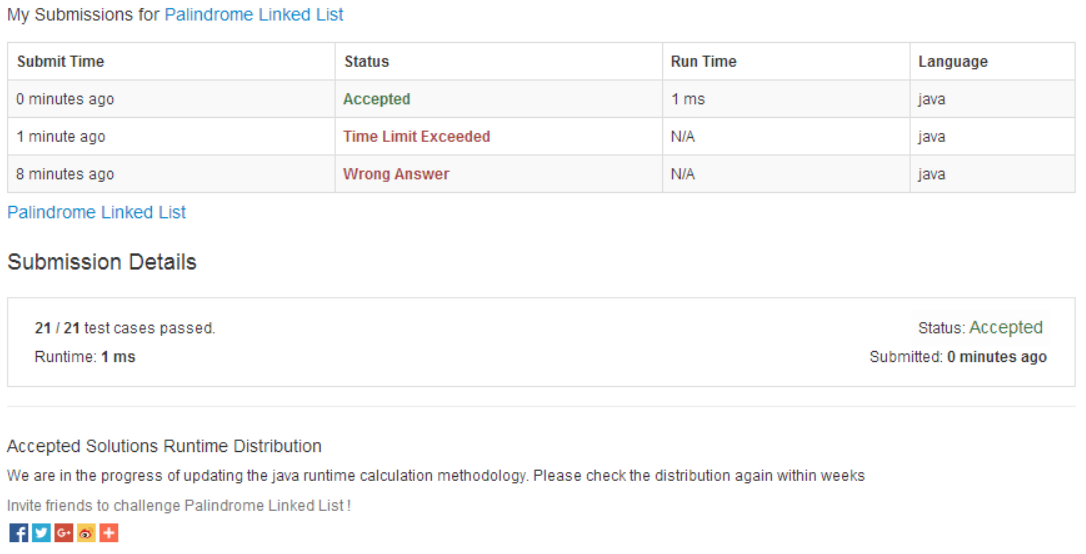 My Submissions for Palindrome Linked List
Submit Time Status Run Time Language
0 minutes ago Accepted 1 ms java
1 minute ago Time Limit Exceeded N/A java
8 minutes ago Wrong Answer N/A java
Palindrome Linked List
Submission Details
21 / 21 test cases passed. Status: Accepted
Runtime: 1 ms Submitted: 0 minutes ago
Accepted Solutions Runtime Distribution
We are in the progress of updating the java runtime calculation methodology. Please check the distribution again within weeks
Invite friends to challenge Palindrome Linked List !